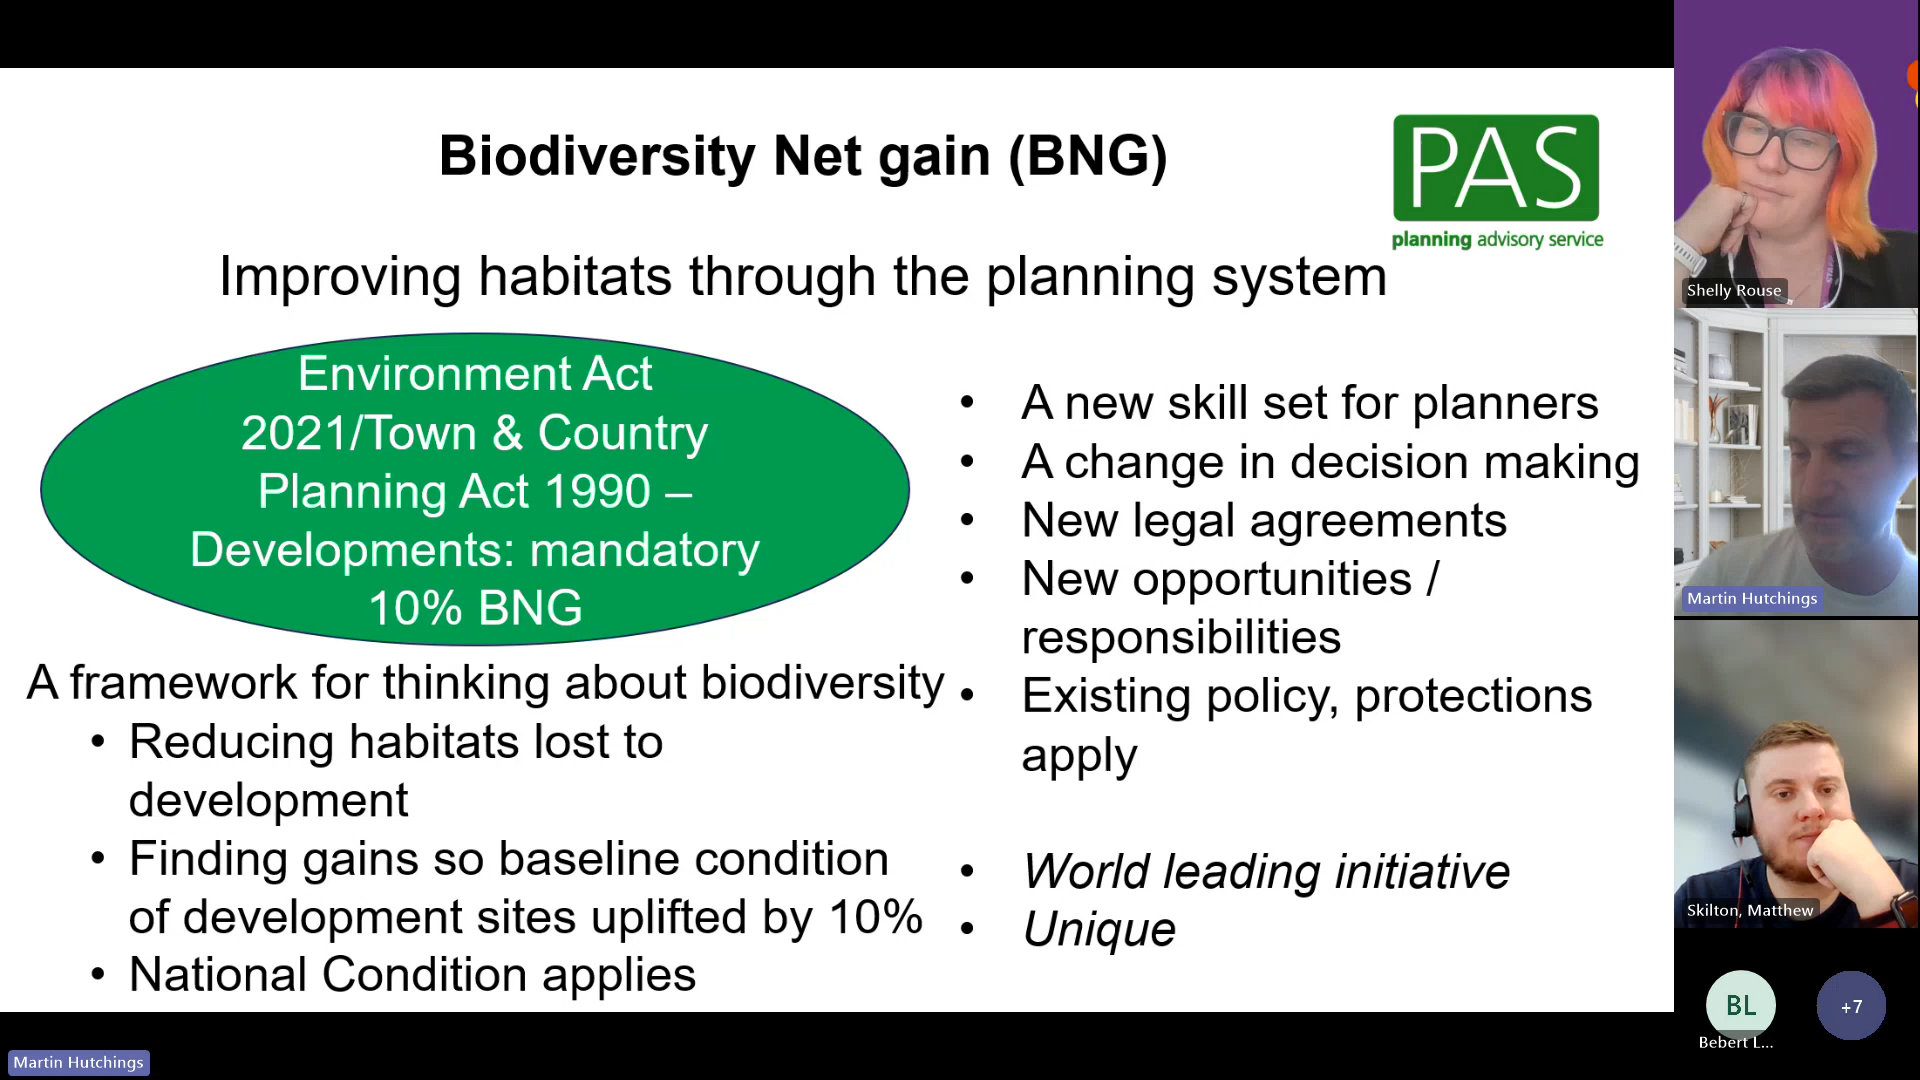 Biodiversity Net gain (BNG)
PAS
planning advisory service
Improving habitats through the planning system
Environment Act
2021/Town & Country
Planning Act 1990 –
Developments: mandatory
10% BNG
A framework for thinking about biodiversity
• Reducing habitats lost to
development
• Finding gains so baseline condition
of development sites uplifted by 10%
• National Condition applies
• A new skill set for planners
• A change in decision making
• New legal agreements
• New opportunities /
responsibilities
• Existing policy, protections
apply
• World leading initiative
• Unique
Shelly Rouse
Martin Hutchings
Skilton, Matthew
BL
Bebert L...
+7
Martin Hutchings